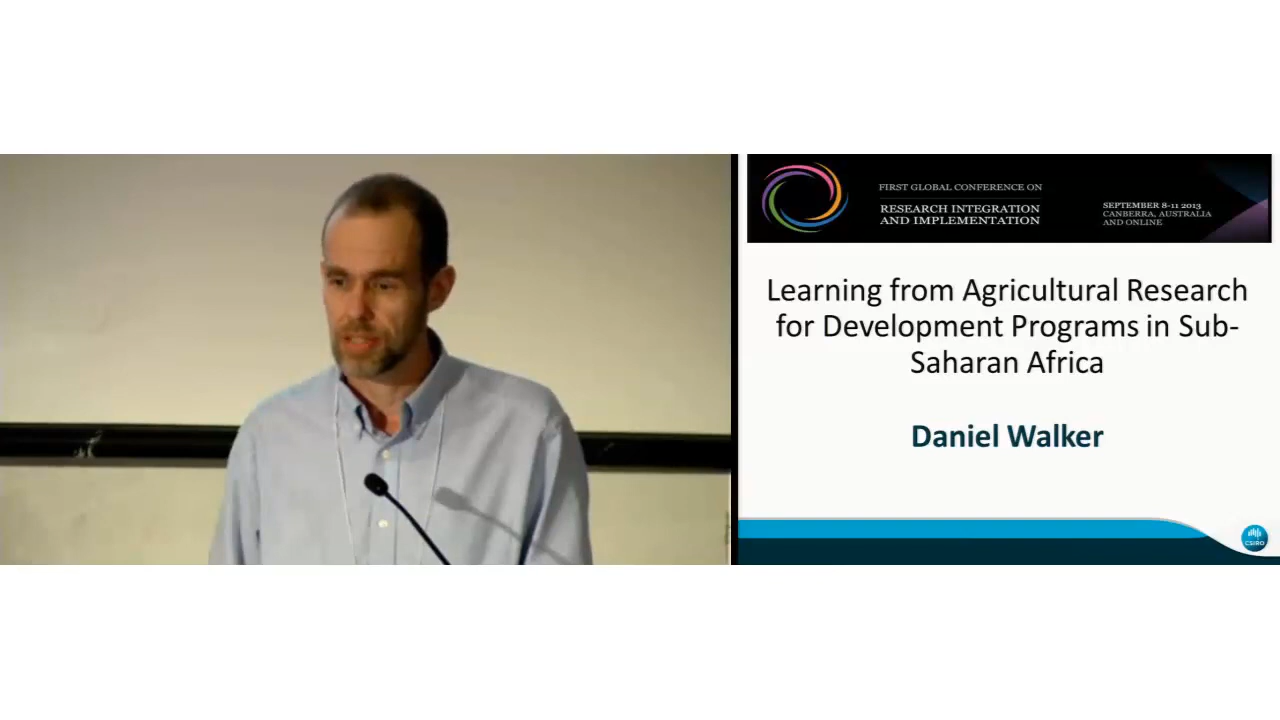 FIRST GLOBAL CONFERENCE ON
RESEARCH INTEGRATION
AND IMPLEMENTATION
SEPTEMBER 8-11 2013
CANBERRA, AUSTRALIA
AND ONLINE
Learning from Agricultural Research
for Development Programs in Sub-
Saharan Africa
Daniel Walker
CSIRO